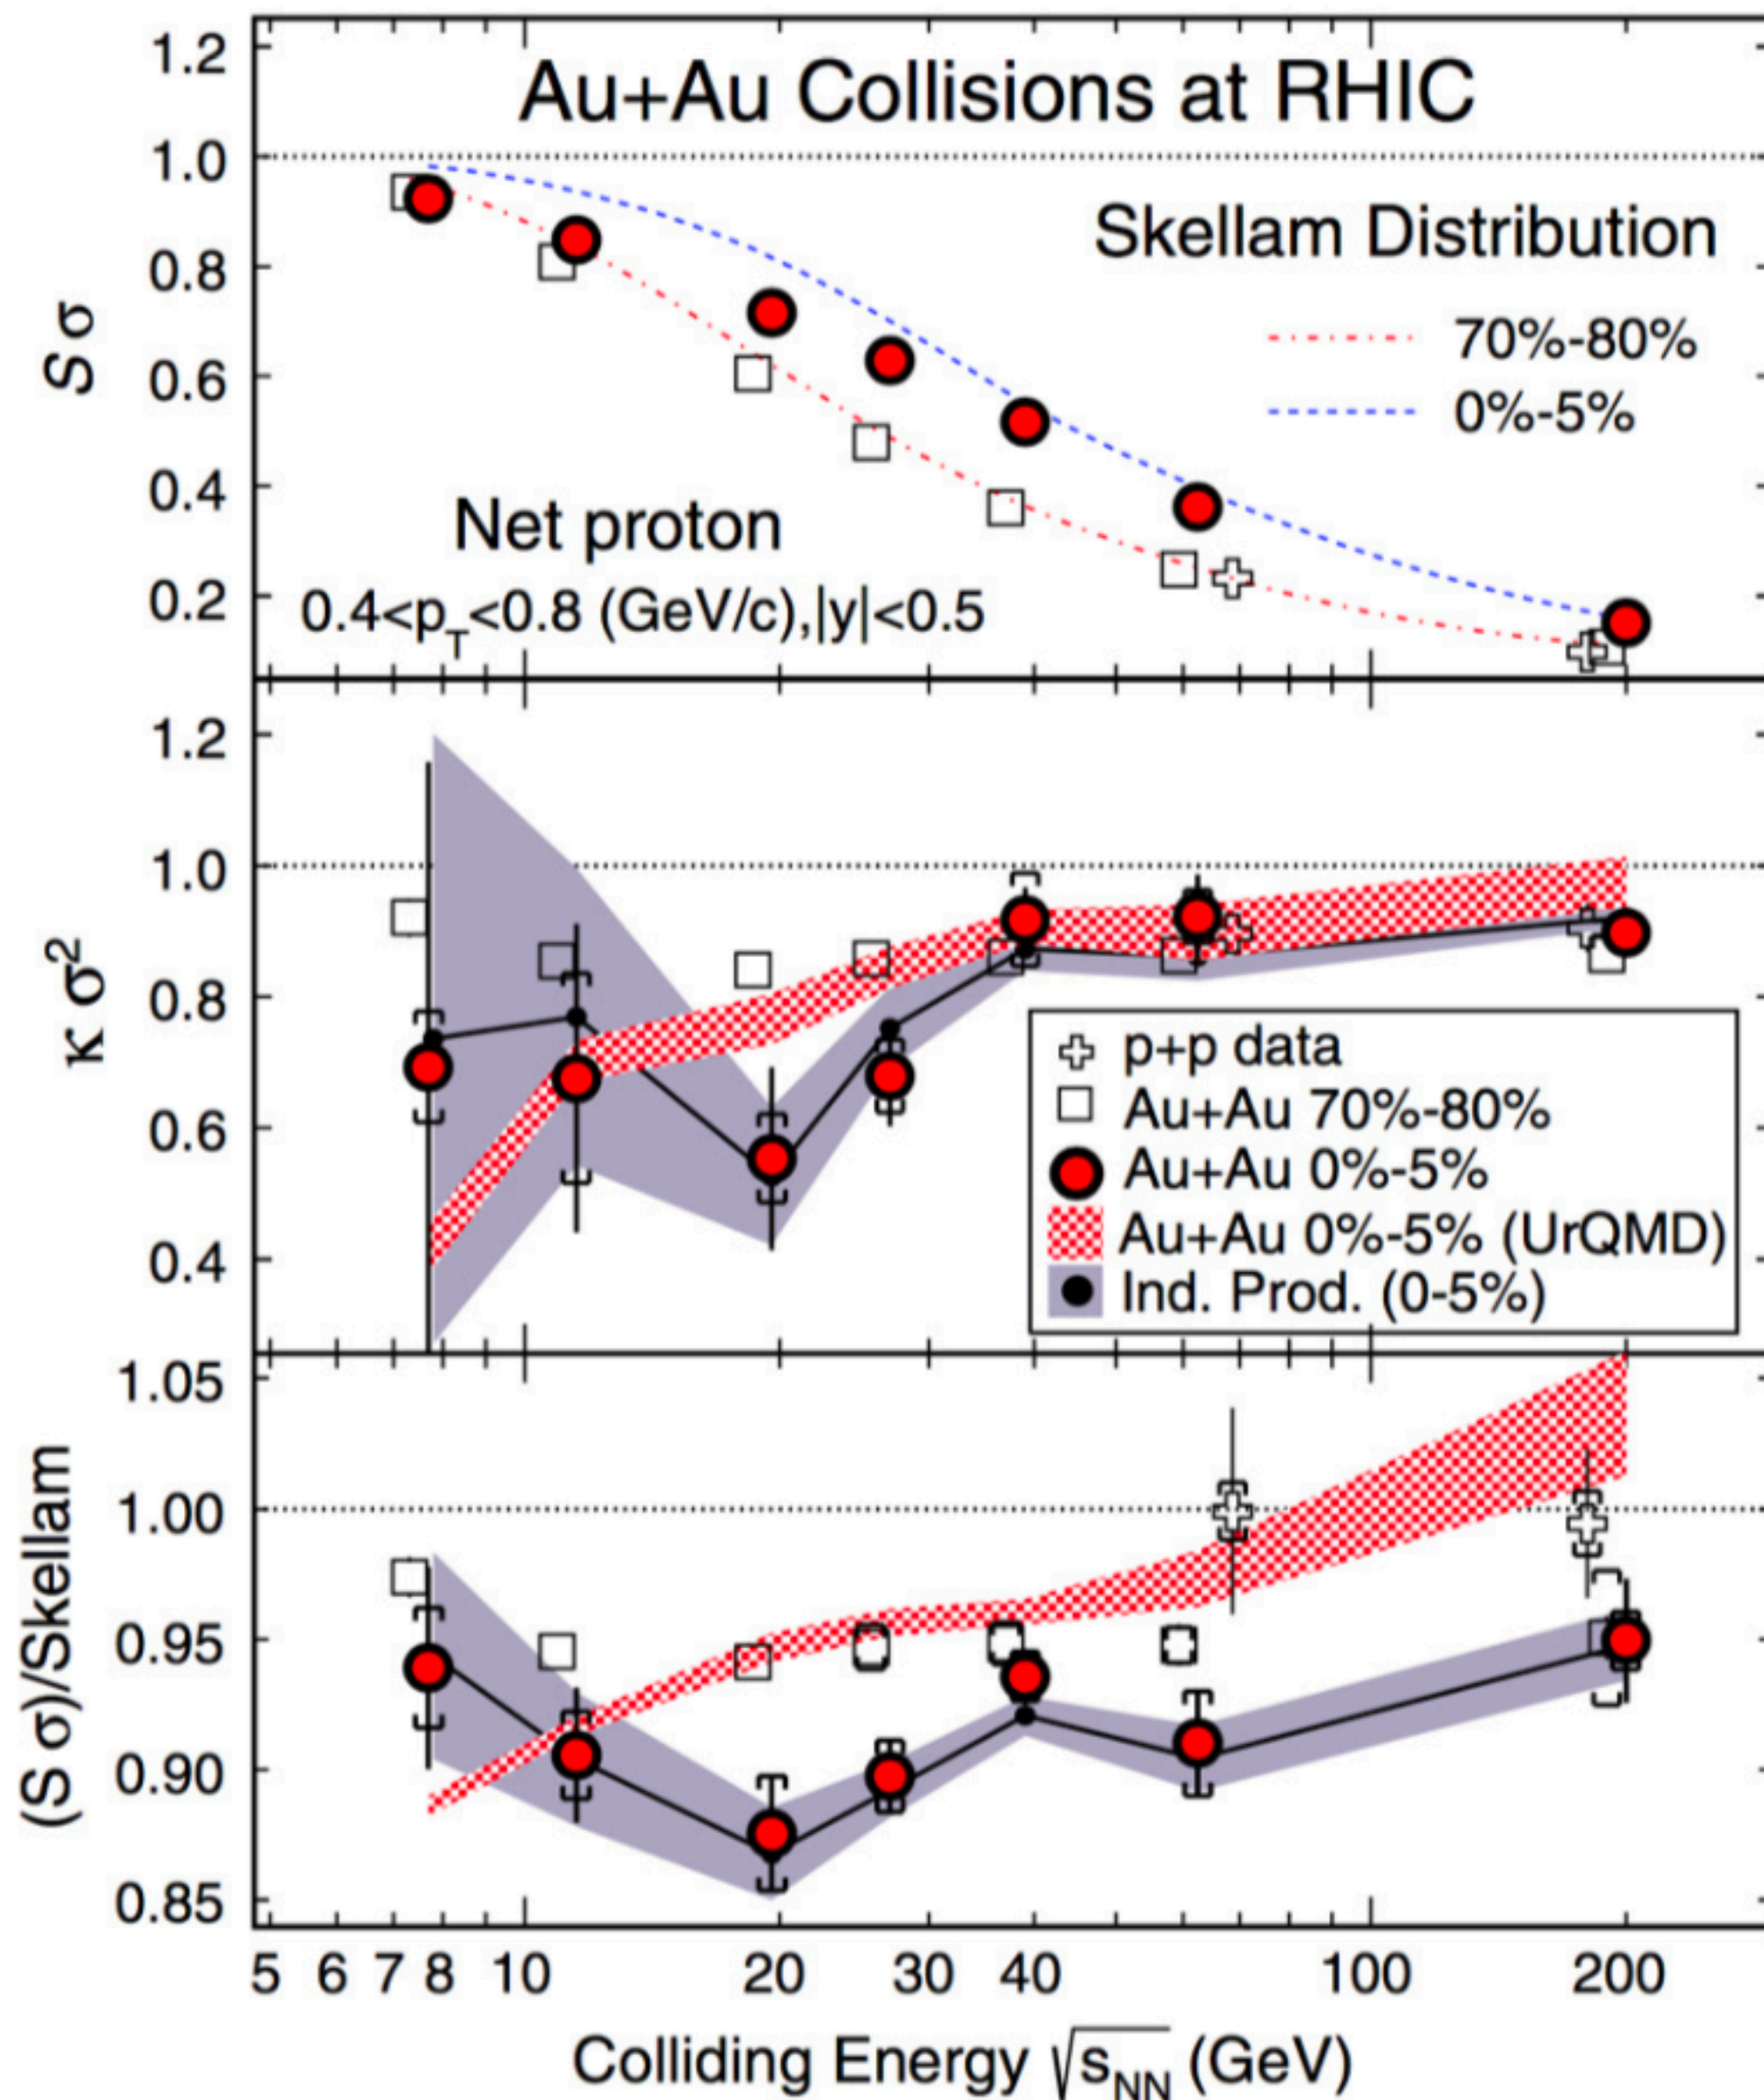 Au+Au Collisions at RHIC
Skellam Distribution
70%-80%
0%-5%
Net proton
0.4<p_T<0.8 (GeV/c),|y|<0.5
S σ
1.2
1.0
0.8
0.6
0.4
0.2
κ σ²
1.2
1.0
0.8
0.6
0.4
p+p data
Au+Au 70%-80%
Au+Au 0%-5%
Au+Au 0%-5% (UrQMD)
Ind. Prod. (0-5%)
(S σ)/Skellam
1.05
1.00
0.95
0.90
0.85
5 6 7 8 10 20 30 40 100 200
Colliding Energy √s_NN (GeV)